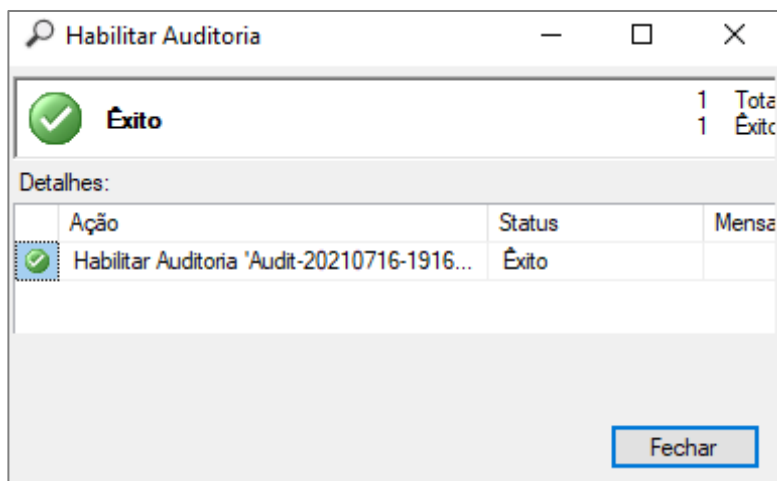 Habilitar Auditoria
Êxito
1 Tota
1 Êxito
Detalhes:
Ação Status Mensa
Habilitar Auditoria 'Audit-20210716-1916... Êxito
Fechar